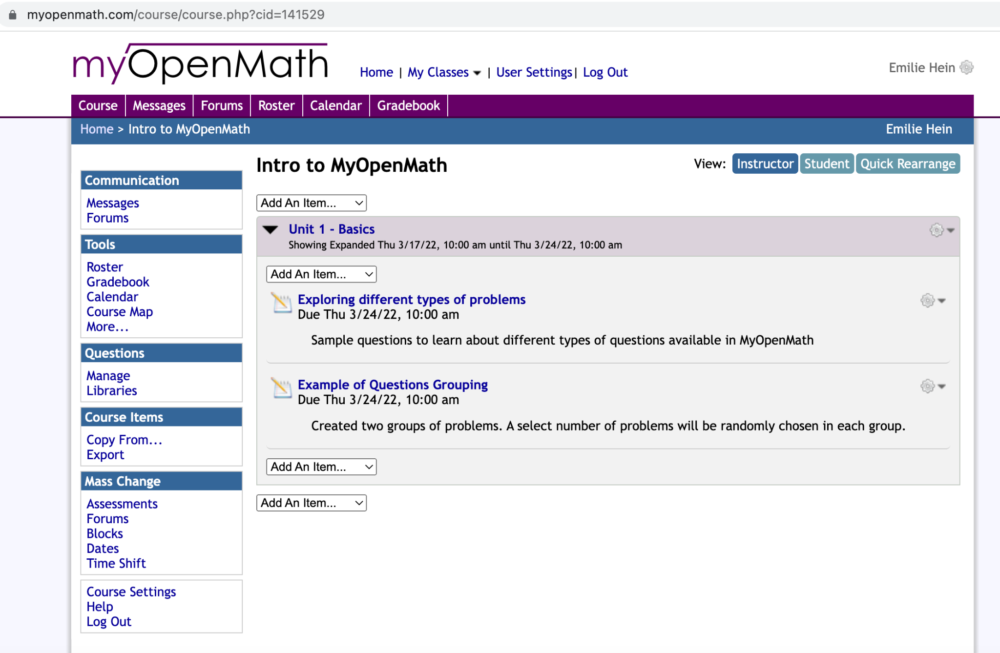 myopenmath.com/course/course.php?cid=141529
myOpenMath
Home | My Classes | User Settings | Log Out
Emilie Hein
Course Messages Forums Roster Calendar Gradebook
Home > Intro to MyOpenMath
Emilie Hein
Communication
Messages
Forums
Tools
Roster
Gradebook
Calendar
Course Map
More...
Questions
Manage
Libraries
Course Items
Copy From...
Export
Mass Change
Assessments
Forums
Blocks
Dates
Time Shift
Course Settings
Help
Log Out
Intro to MyOpenMath
View: Instructor Student Quick Rearrange
Add An Item...
Unit 1 - Basics
Showing Expanded Thu 3/17/22, 10:00 am until Thu 3/24/22, 10:00 am
Add An Item...
Exploring different types of problems
Due Thu 3/24/22, 10:00 am
Sample questions to learn about different types of questions available in MyOpenMath
Example of Questions Grouping
Due Thu 3/24/22, 10:00 am
Created two groups of problems. A select number of problems will be randomly chosen in each group.
Add An Item...
Add An Item...